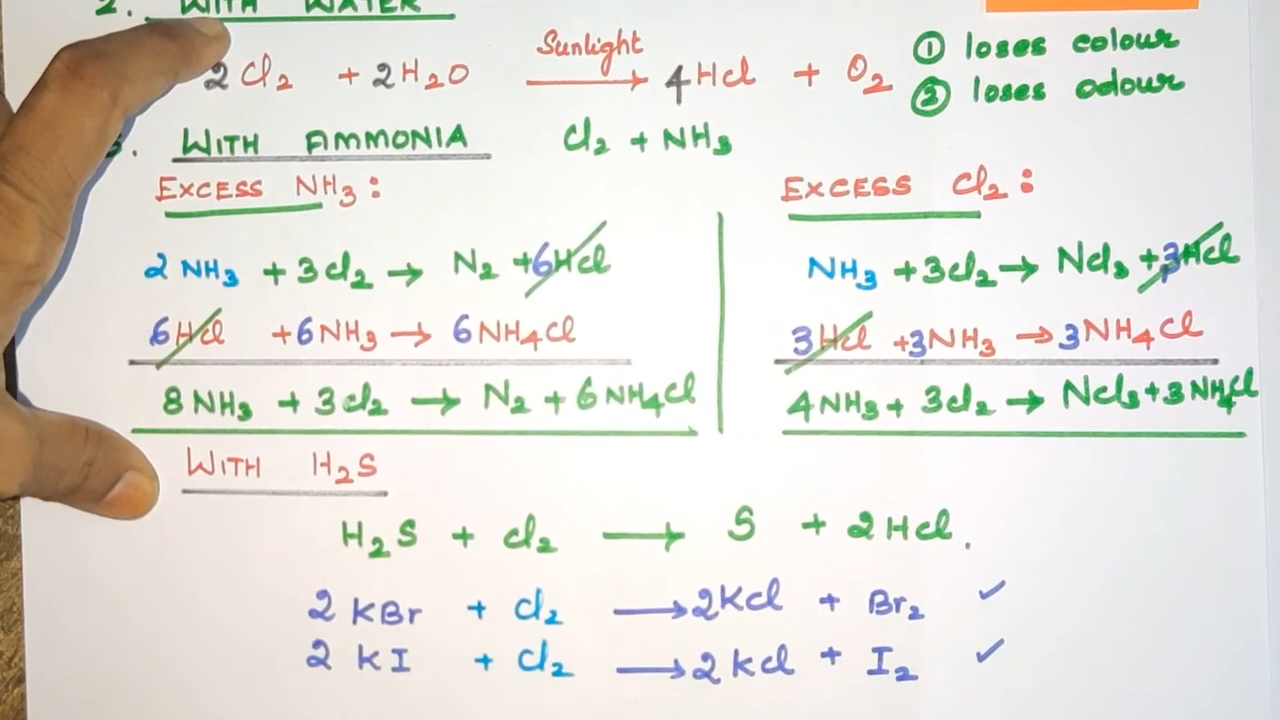 2. WITH WATER
2Cl₂ + 2H₂O Sunlight → 4HCl + O₂
① loses colour
② loses odour
3. WITH AMMONIA Cl₂ + NH₃
EXCESS NH₃:
2NH₃ + 3Cl₂ → N₂ + 6HCl
6HCl + 6NH₃ → 6NH₄Cl
8NH₃ + 3Cl₂ → N₂ + 6NH₄Cl
EXCESS Cl₂:
NH₃ + 3Cl₂ → NCl₃ + 3HCl
3HCl + 3NH₃ → 3NH₄Cl
4NH₃ + 3Cl₂ → NCl₃ + 3NH₄Cl
WITH H₂S
H₂S + Cl₂ → S + 2HCl.
2KBr + Cl₂ → 2KCl + Br₂ ✓
2KI + Cl₂ → 2KCl + I₂ ✓